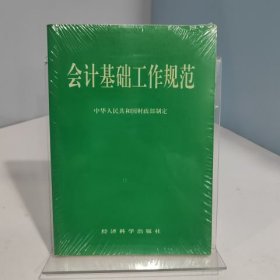 会计基础工作规范
中华人民共和国财政部制定
经济科学出版社